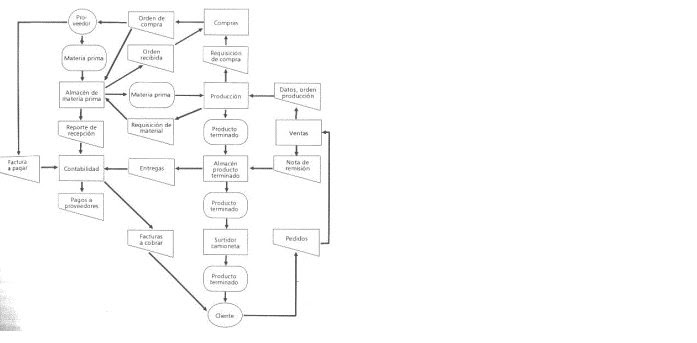 Pro-
veedor
Orden de
compra
Compras
Materia prima
Orden
recibida
Requisición
de compra
Almacén de
materia prima
Materia prima
Producción
Datos, orden
producción
Reporte de
recepción
Requisición de
material
Producto
terminado
Ventas
Factura
a pagar
Contabilidad
Entregas
Almacén
producto
terminado
Nota de
remisión
Pagos a
proveedores
Producto
terminado
Facturas
a cobrar
Surtidor
camioneta
Pedidos
Producto
terminado
Cliente